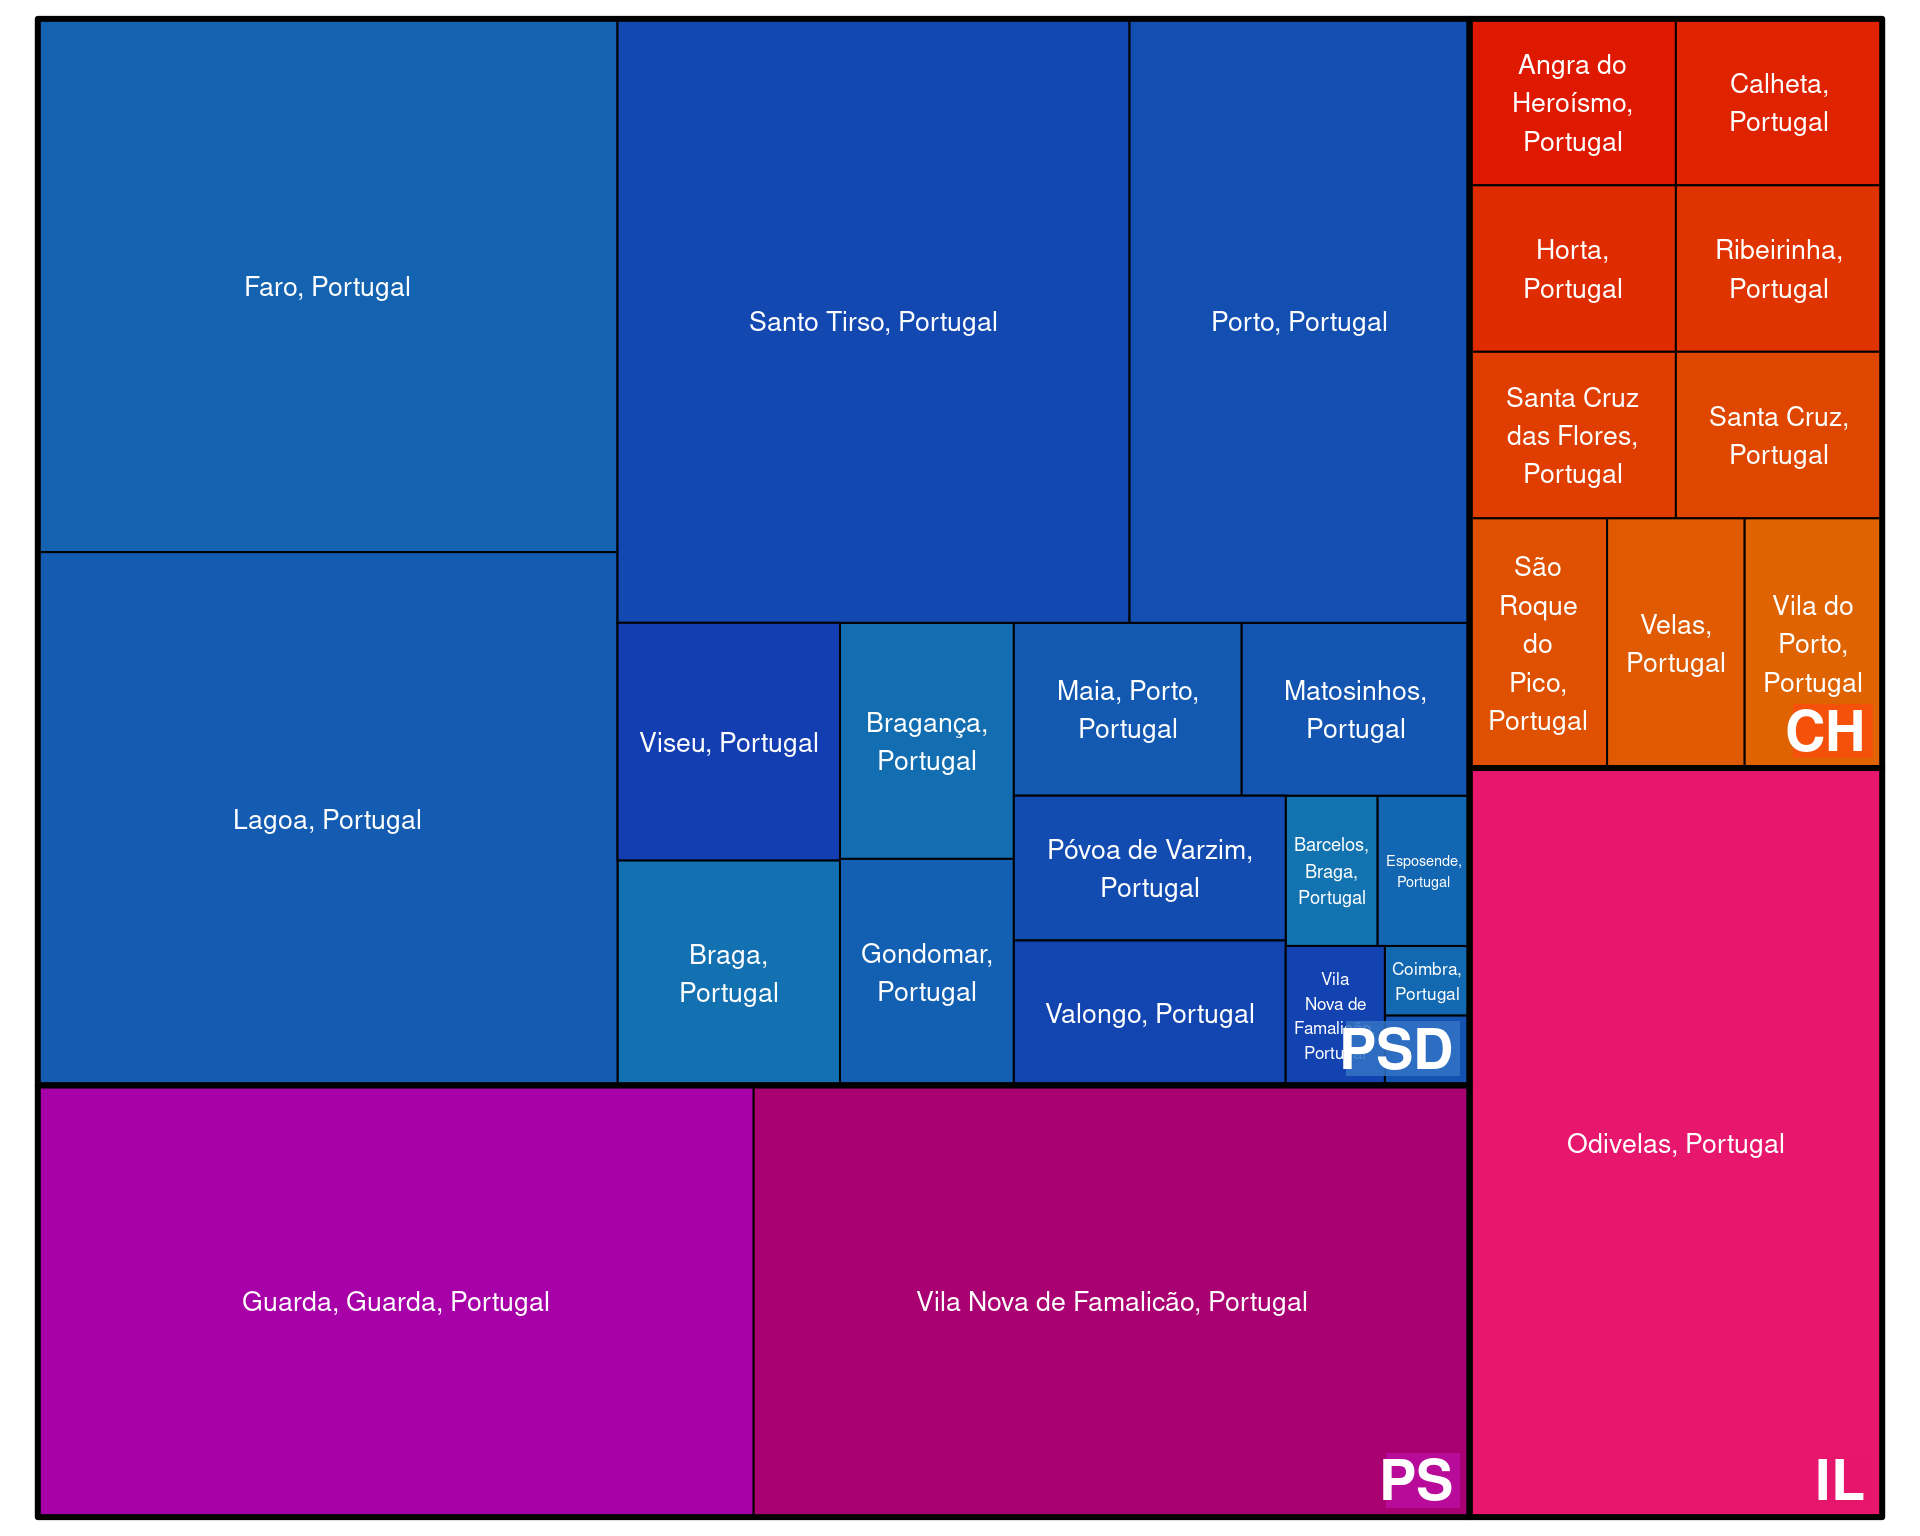 Faro, Portugal
Lagoa, Portugal
Santo Tirso, Portugal
Porto, Portugal
Viseu, Portugal
Braga,
Portugal
Bragança,
Portugal
Gondomar,
Portugal
Maia, Porto,
Portugal
Matosinhos,
Portugal
Póvoa de Varzim,
Portugal
Valongo, Portugal
Barcelos,
Braga,
Portugal
Esposende,
Portugal
Vila
Nova de
Coimbra,
Portugal
PSD
Guarda, Guarda, Portugal
Vila Nova de Famalicão, Portugal
PS
Angra do
Heroísmo,
Portugal
Calheta,
Portugal
Horta,
Portugal
Ribeirinha,
Portugal
Santa Cruz
das Flores,
Portugal
Santa Cruz,
Portugal
São
Roque
do
Pico,
Portugal
Velas,
Portugal
Vila do
Porto,
Portugal
CH
Odivelas, Portugal
IL